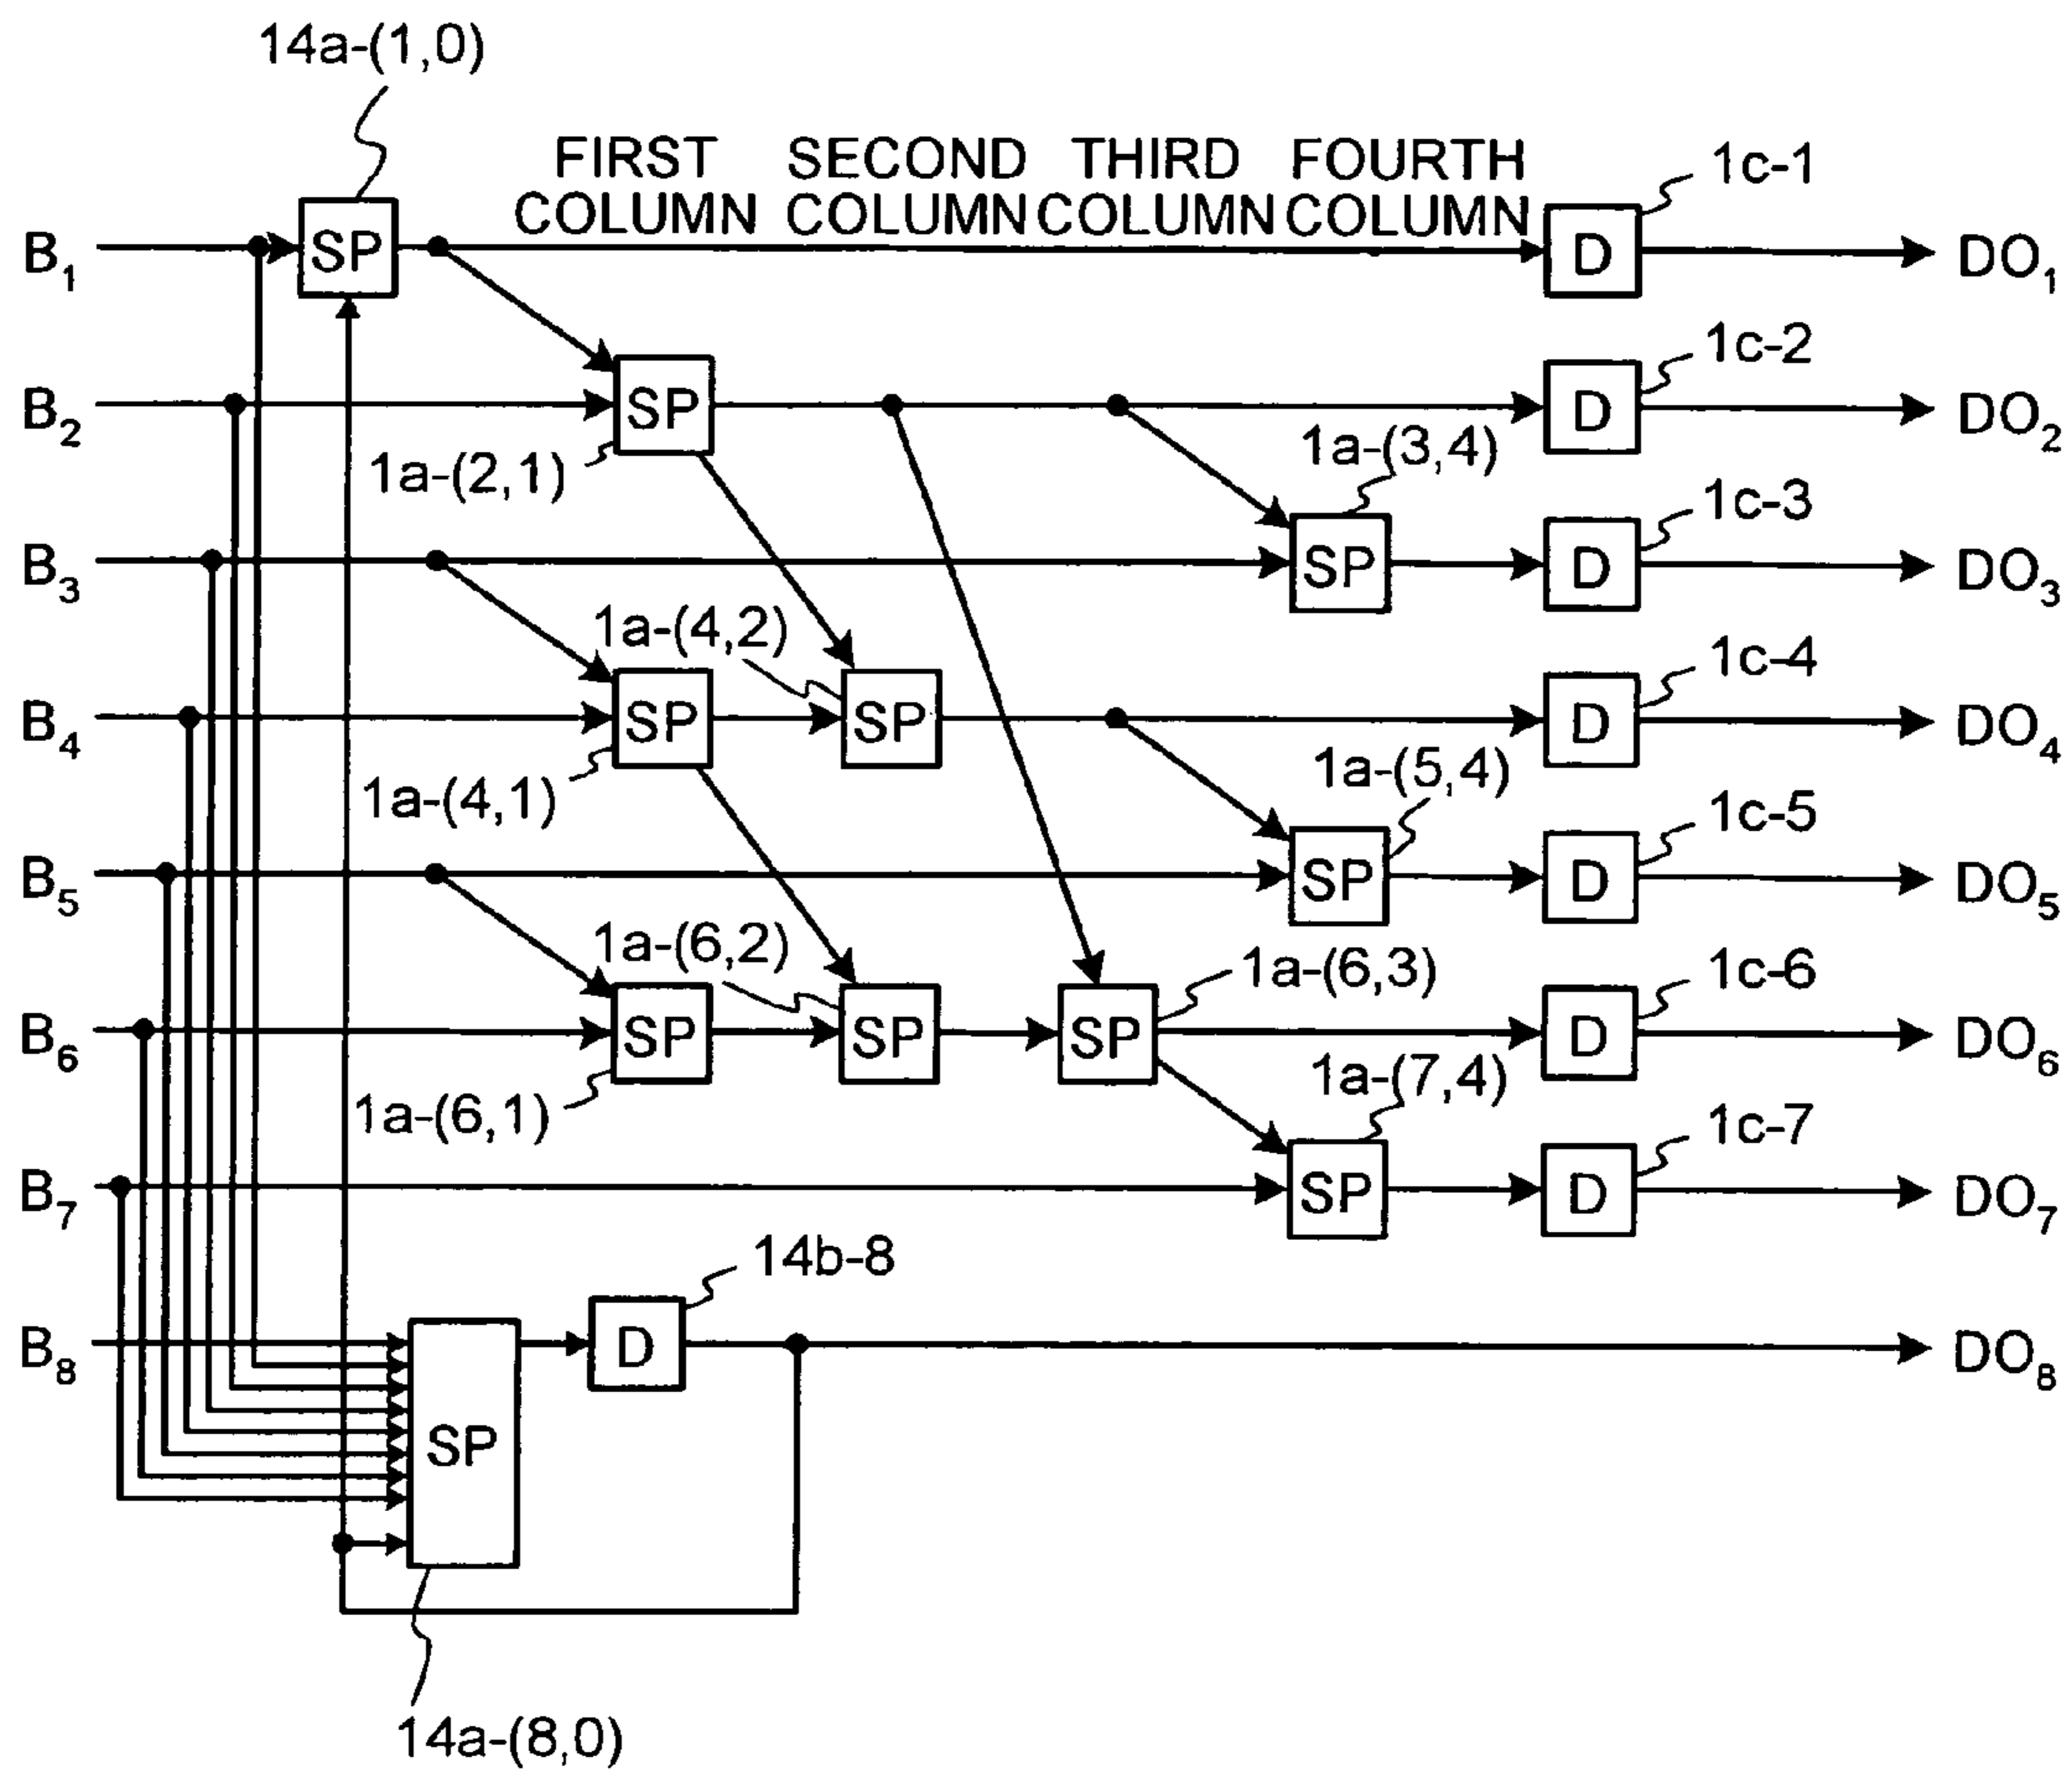 14a-(1,0)
FIRST COLUMN
SECOND COLUMN
THIRD COLUMN
FOURTH COLUMN
1c-1
B1
SP
D
DO1
1c-2
B2
SP
D
DO2
1a-(2,1)
1a-(3,4)
1c-3
B3
SP
D
DO3
1a-(4,2)
1c-4
B4
SP
SP
D
DO4
1a-(4,1)
1a-(5,4)
1c-5
B5
SP
D
DO5
1a-(6,2)
1a-(6,3)
1c-6
B6
SP
SP
SP
D
DO6
1a-(6,1)
1a-(7,4)
1c-7
B7
SP
D
DO7
14b-8
B8
D
DO8
SP
14a-(8,0)